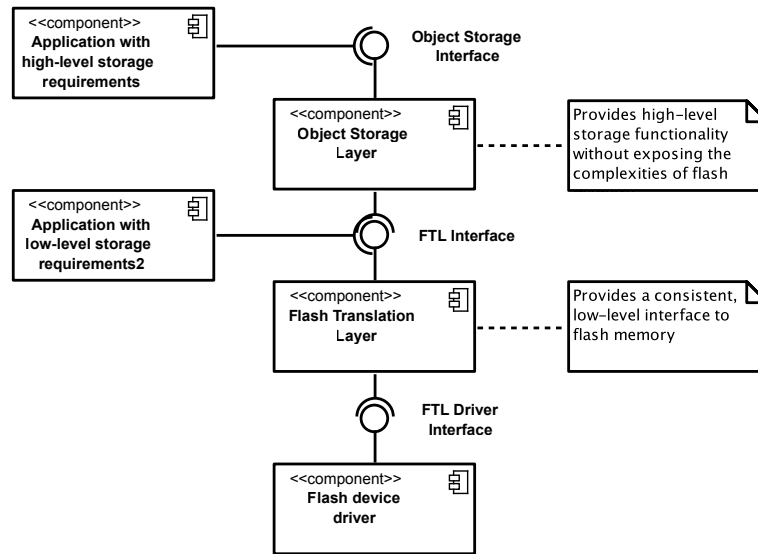 <<component>>
Application with
high-level storage
requirements
Object Storage
Interface
<<component>>
Object Storage
Layer
Provides high-level
storage functionality
without exposing the
complexities of flash
<<component>>
Application with
low-level storage
requirements2
FTL Interface
<<component>>
Flash Translation
Layer
Provides a consistent,
low-level interface to
flash memory
FTL Driver
Interface
<<component>>
Flash device
driver